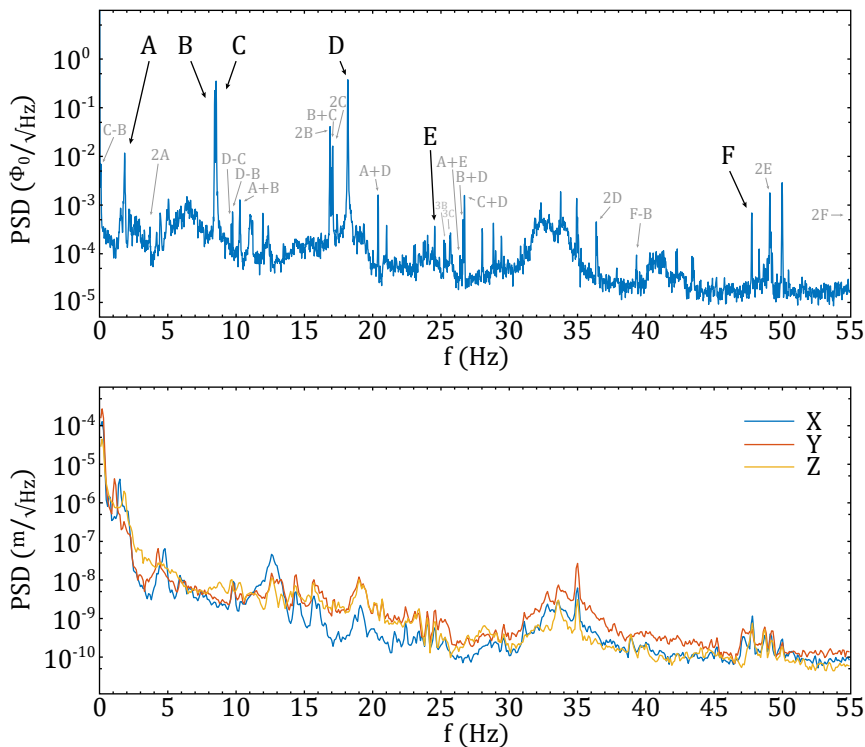 A
B
C
D
E
F
C-B
2A
D-C
D-B
A+B
2B
B+C
2C
A+D
3B
3C
A+E
B+D
C+D
2D
F-B
2E
2F
PSD (Φ₀/√Hz)
10⁰
10⁻¹
10⁻²
10⁻³
10⁻⁴
10⁻⁵
0 5 10 15 20 25 30 35 40 45 50 55
f (Hz)
X
Y
Z
PSD (m/√Hz)
10⁻⁴
10⁻⁵
10⁻⁶
10⁻⁷
10⁻⁸
10⁻⁹
10⁻¹⁰
0 5 10 15 20 25 30 35 40 45 50 55
f (Hz)